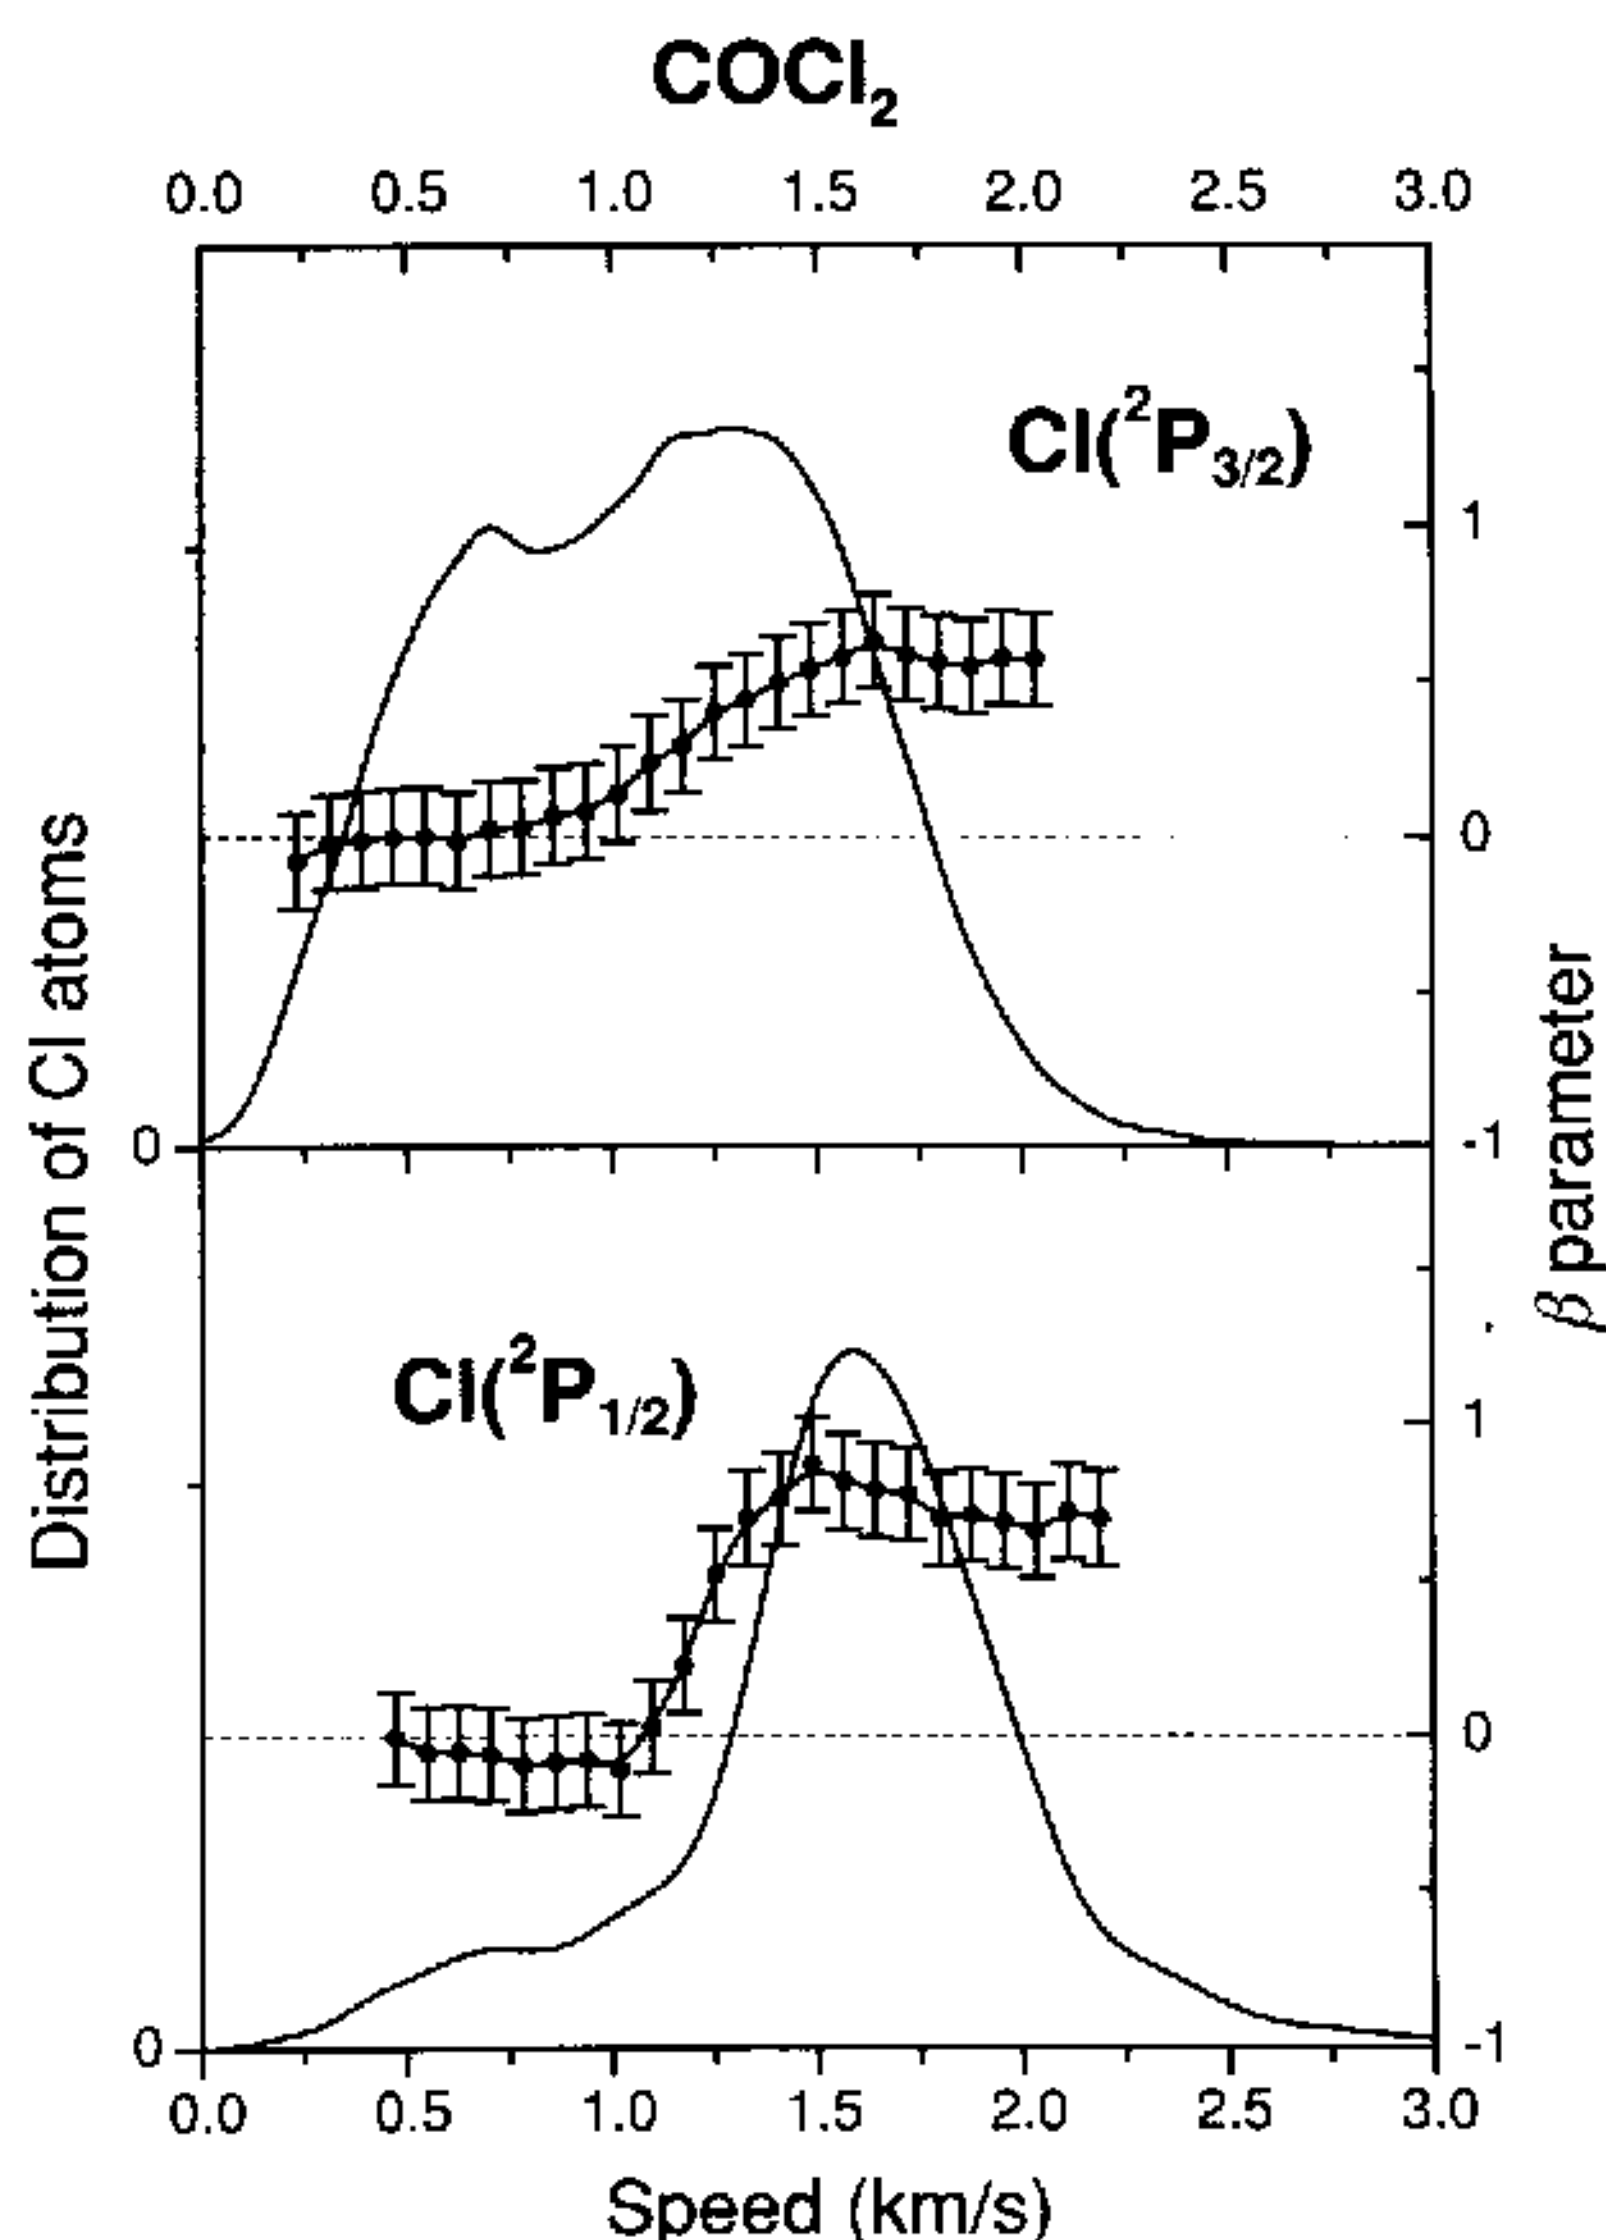 COCl₂
0.0 0.5 1.0 1.5 2.0 2.5 3.0
Cl(²P₃/₂)
1
0
-1
0
Distribution of Cl atoms
β parameter
Cl(²P₁/₂)
1
0
-1
0
0.0 0.5 1.0 1.5 2.0 2.5 3.0
Speed (km/s)